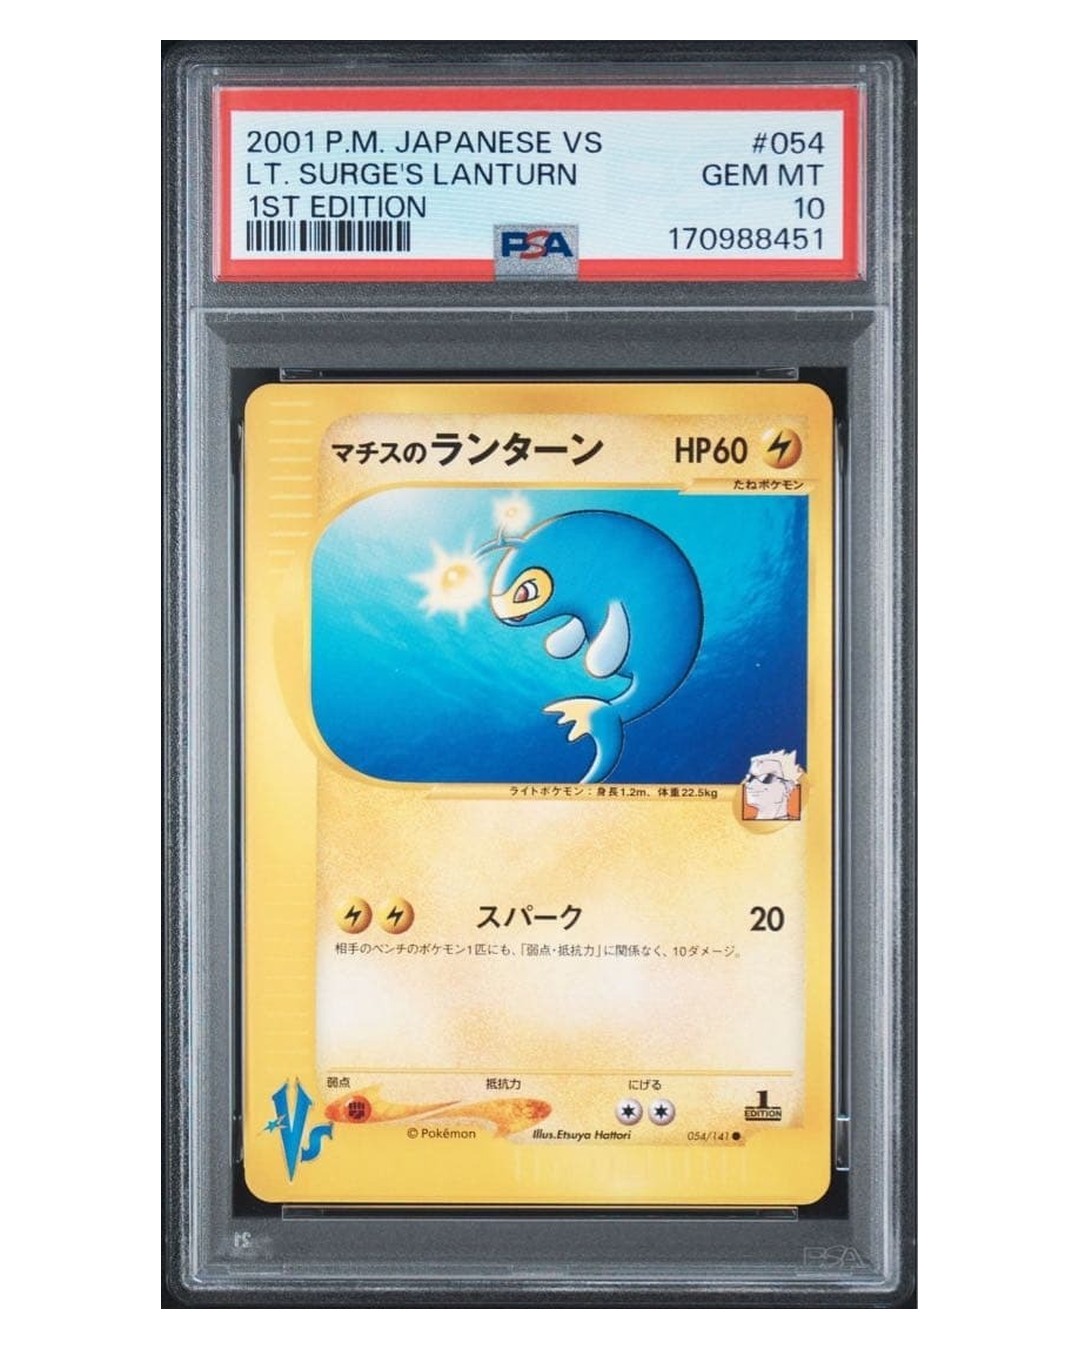 2001 P.M. JAPANESE VS #054
LT. SURGE'S LANTURN GEM MT
1ST EDITION 10
PSA 170988451
マチスのランターン HP60
たねポケモン
ライトポケモン：身長1.2m、体重22.5kg
スパーク 20
相手のベンチのポケモン1匹にも、「弱点・抵抗力」に関係なく、10ダメージ。
弱点 抵抗力 にげる
1
EDITION
Vs
© Pokémon Illus.Etsuya Hattori 054/141
PSA